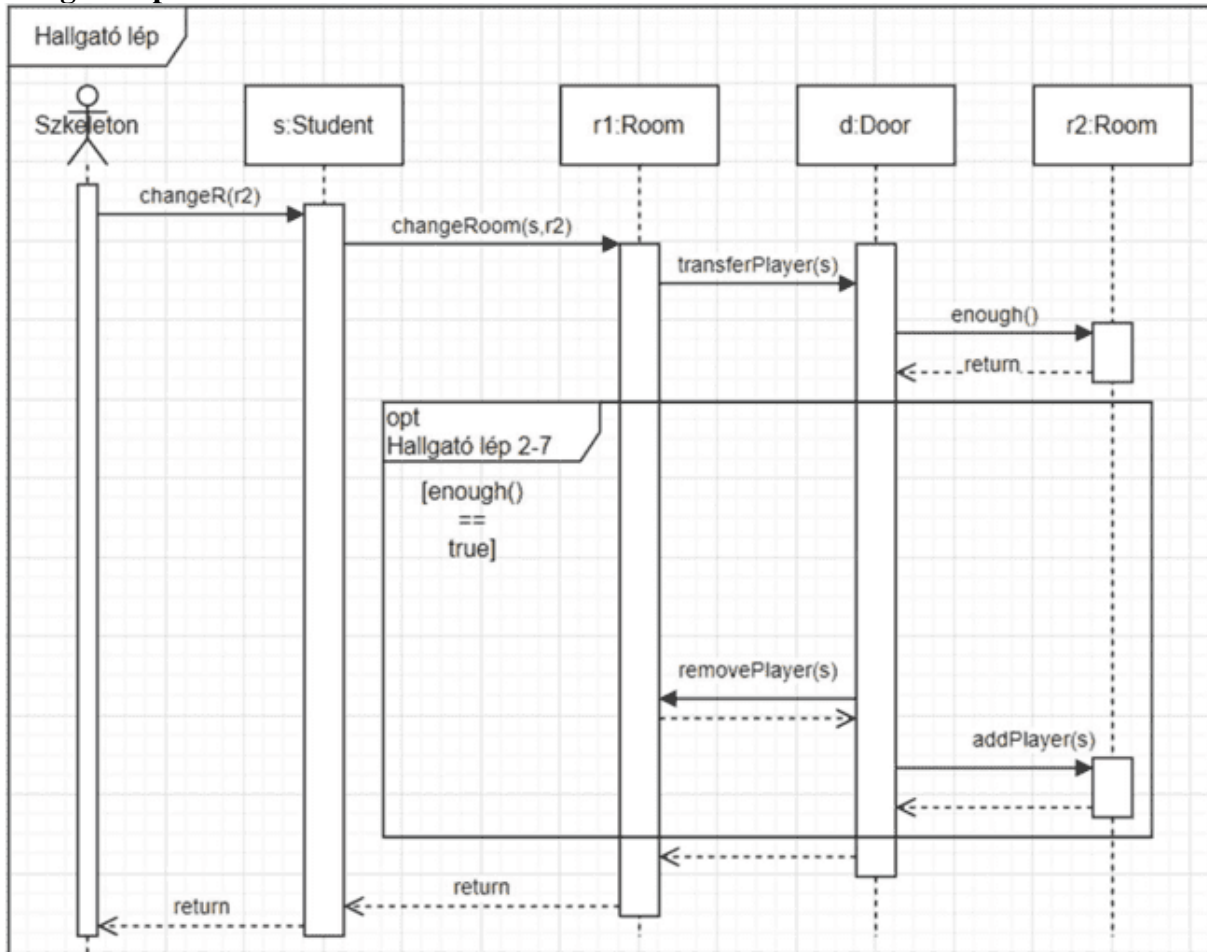 Hallgató lép
Szkeleton
s:Student
r1:Room
d:Door
r2:Room
changeR(r2)
changeRoom(s,r2)
transferPlayer(s)
enough()
return
opt
Hallgató lép 2-7
[enough()
==
true]
removePlayer(s)
addPlayer(s)
return
return